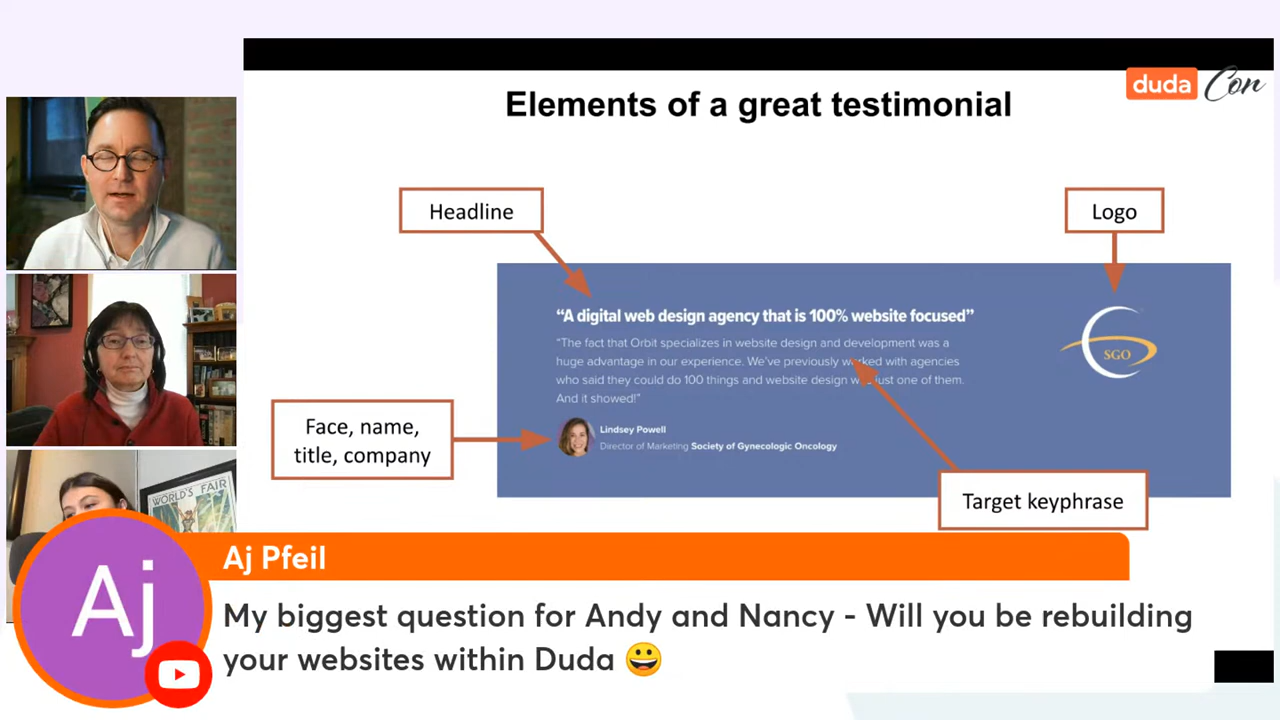 duda Con
Elements of a great testimonial
Headline
Logo
“A digital web design agency that is 100% website focused”
“The fact that Orbit specializes in website design and development was a
huge advantage in our experience. We’ve previously worked with agencies
who said they could do 100 things and website design was just one of them.
And it showed!”
SGO
Face, name,
title, company
Lindsey Powell
Director of Marketing Society of Gynecologic Oncology
Target keyphrase
WORLD'S FAIR
Aj
Aj Pfeil
My biggest question for Andy and Nancy - Will you be rebuilding
your websites within Duda 😀